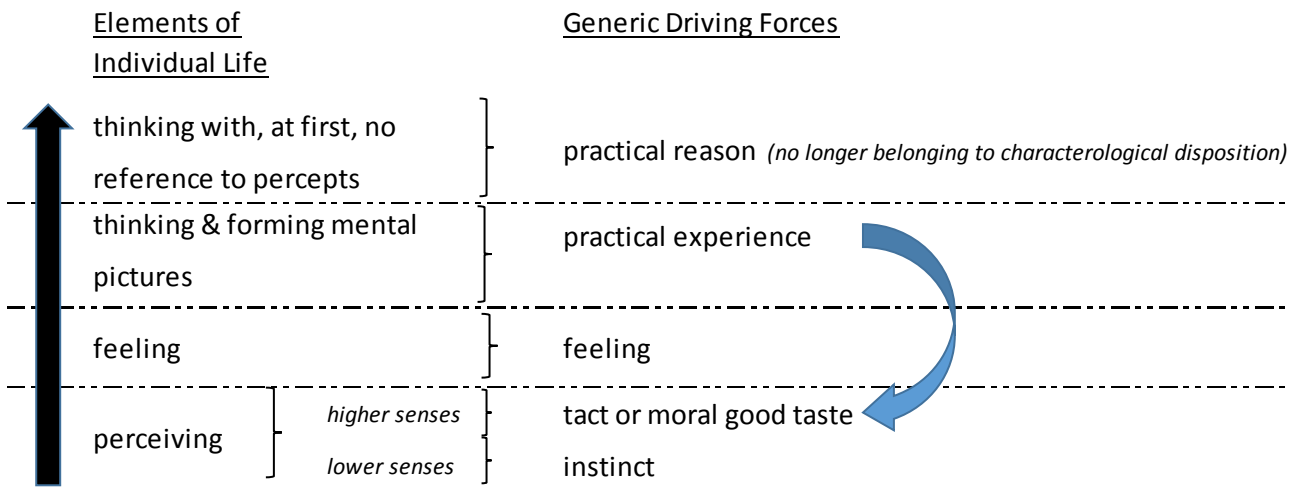 Elements of
Individual Life
Generic Driving Forces
thinking with, at first, no
reference to percepts
practical reason (no longer belonging to characterological disposition)
thinking & forming mental
pictures
practical experience
feeling
feeling
perceiving
higher senses
tact or moral good taste
lower senses
instinct